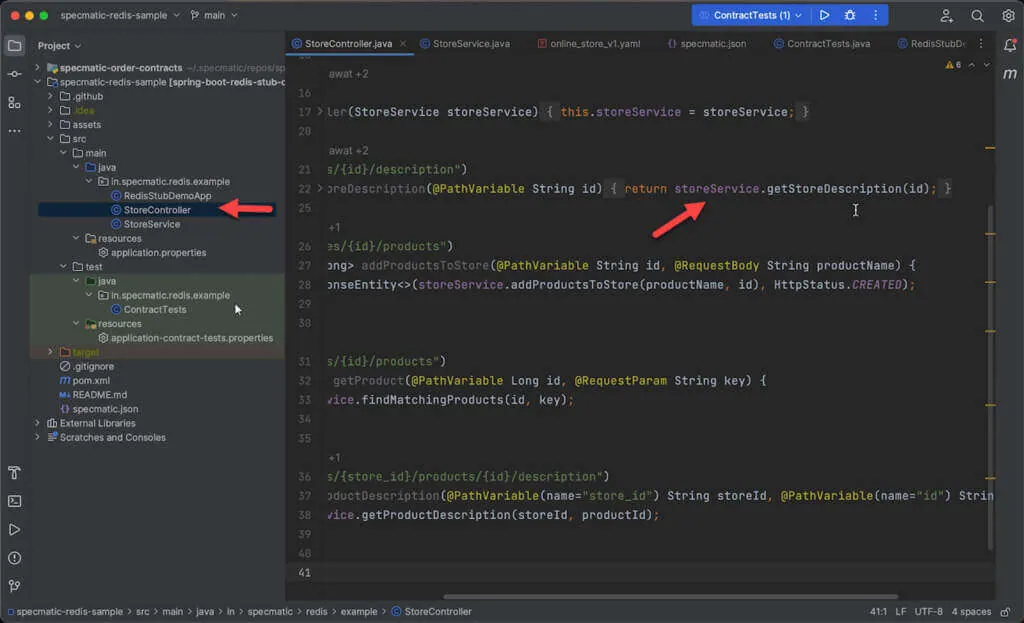 specmatic-redis-sample main ContractTests (1)
Project
StoreController.java StoreService.java online_store_v1.yaml specmatic.json ContractTests.java
6
specmatic-order-contracts ~/.specmatic/repos/
specmatic-redis-sample [spring-boot-redis-stub-
.github
.idea
assets
src
main
java
in.specmatic.redis.example
RedisStubDemoApp
StoreController
StoreService
resources
application.properties
test
java
in.specmatic.redis.example
ContractTests
resources
application-contract-tests.properties
target
.gitignore
pom.xml
README.md
specmatic.json
External Libraries
Scratches and Consoles
awat +2
16
17 ler(StoreService storeService) { this.storeService = storeService; }
20
awat +2
21 s/{id}/description")
22 oreDescription(@PathVariable String id) { return storeService.getStoreDescription(id); }
25
+1
26 es/{id}/products")
27 ong> addProductsToStore(@PathVariable String id, @RequestBody String productName) {
28 onseEntity<>(storeService.addProductsToStore(productName, id), HttpStatus.CREATED);
29
30
31 s/{id}/products")
32 getProduct(@PathVariable Long id, @RequestParam String key) {
33 vice.findMatchingProducts(id, key);
34
35
+1
36 s/{store_id}/products/{id}/description")
37 oductDescription(@PathVariable(name="store_id") String storeId, @PathVariable(name="id") Strin
38 vice.getProductDescription(storeId, productId);
39
40
41
specmatic-redis-sample > src > main > java > in > specmatic > redis > example > StoreController 41:1 LF UTF-8 4 spaces